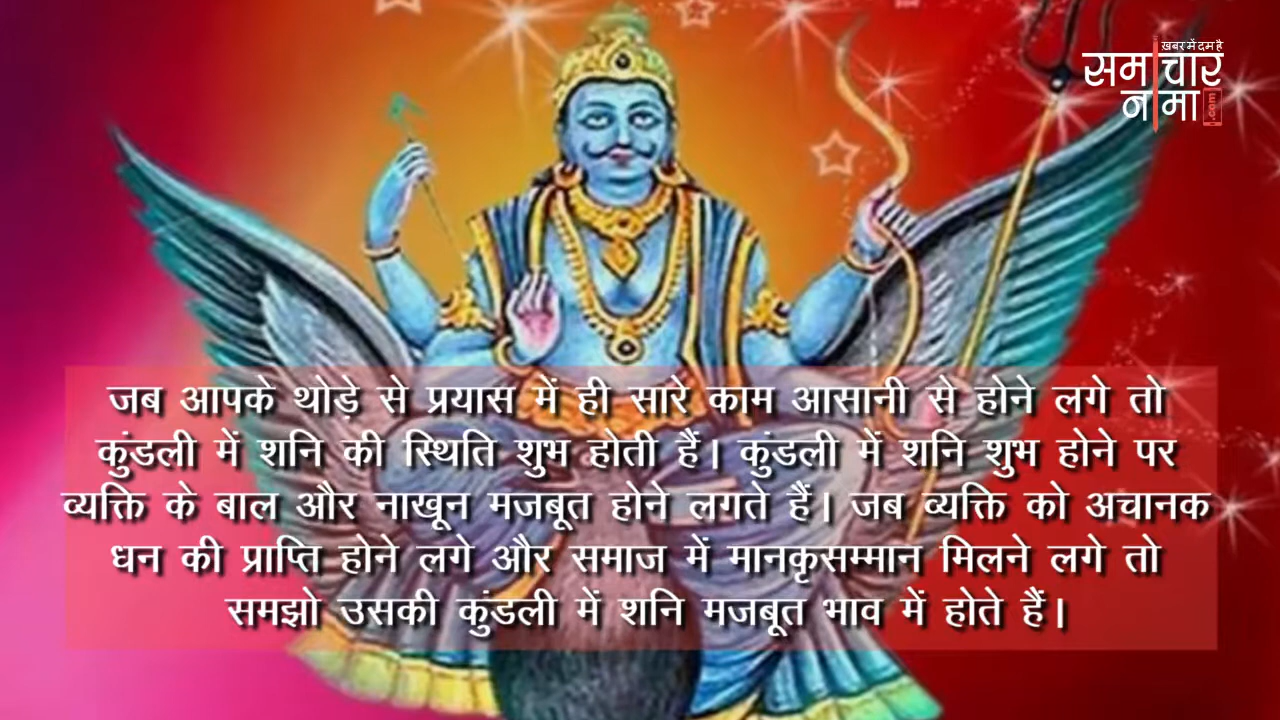 ख़बर में दम है
समाचार
नामा
.com
जब आपके थोड़े से प्रयास में ही सारे काम आसानी से होने लगे तो
कुंडली में शनि की स्थिति शुभ होती हैं। कुंडली में शनि शुभ होने पर
व्यक्ति के बाल और नाखून मजबूत होने लगते हैं। जब व्यक्ति को अचानक
धन की प्राप्ति होने लगे और समाज में मानकृसम्मान मिलने लगे तो
समझो उसकी कुंडली में शनि मजबूत भाव में होते हैं।